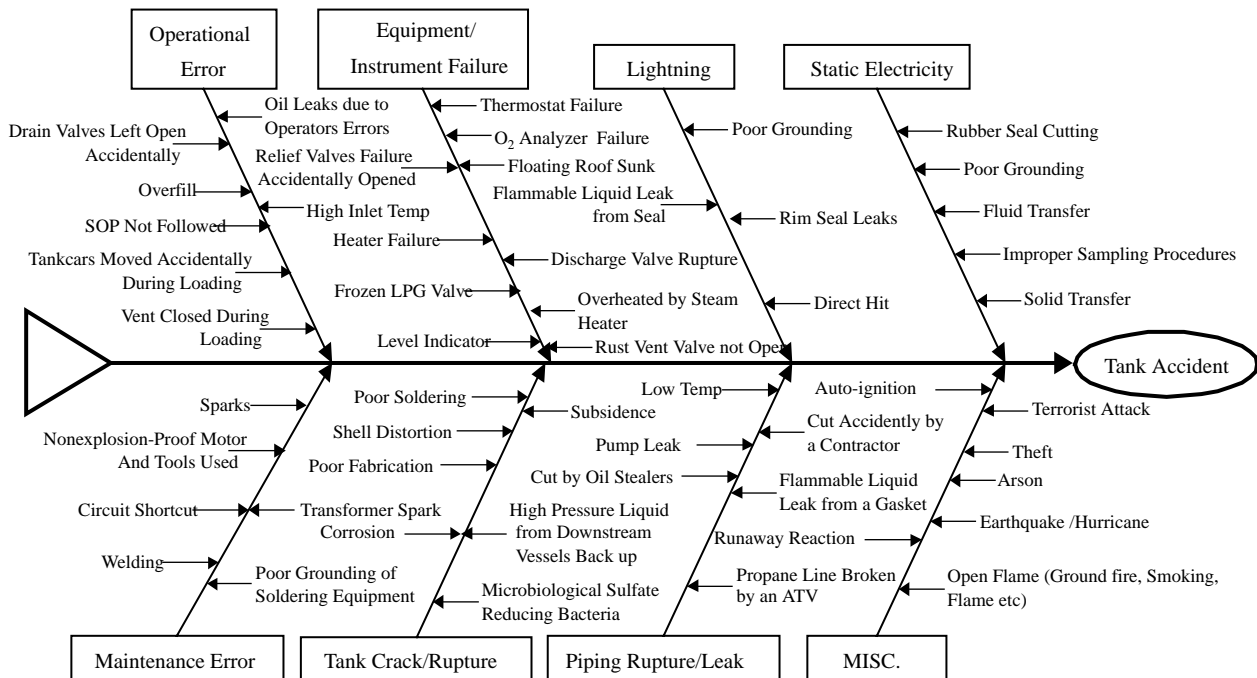 Operational
Error
Equipment/
Instrument Failure
Lightning
Static Electricity
Oil Leaks due to
Operators Errors
Drain Valves Left Open
Accidentally
Overfill
High Inlet Temp
SOP Not Followed
Tankcars Moved Accidentally
During Loading
Vent Closed During
Loading
Thermostat Failure
O₂ Analyzer Failure
Relief Valves Failure
Accidentally Opened
Floating Roof Sunk
Heater Failure
Discharge Valve Rupture
Frozen LPG Valve
Overheated by Steam
Heater
Level Indicator
Rust Vent Valve not Open
Poor Grounding
Flammable Liquid Leak
from Seal
Rim Seal Leaks
Direct Hit
Rubber Seal Cutting
Poor Grounding
Fluid Transfer
Improper Sampling Procedures
Solid Transfer
Tank Accident
Sparks
Nonexplosion-Proof Motor
And Tools Used
Circuit Shortcut
Transformer Spark
Welding
Poor Grounding of
Soldering Equipment
Poor Soldering
Subsidence
Shell Distortion
Poor Fabrication
Corrosion
High Pressure Liquid
from Downstream
Vessels Back up
Microbiological Sulfate
Reducing Bacteria
Low Temp
Cut Accidently by
a Contractor
Pump Leak
Cut by Oil Stealers
Flammable Liquid
Leak from a Gasket
Propane Line Broken
by an ATV
Auto-ignition
Terrorist Attack
Theft
Arson
Earthquake /Hurricane
Runaway Reaction
Open Flame (Ground fire, Smoking,
Flame etc)
Maintenance Error
Tank Crack/Rupture
Piping Rupture/Leak
MISC.